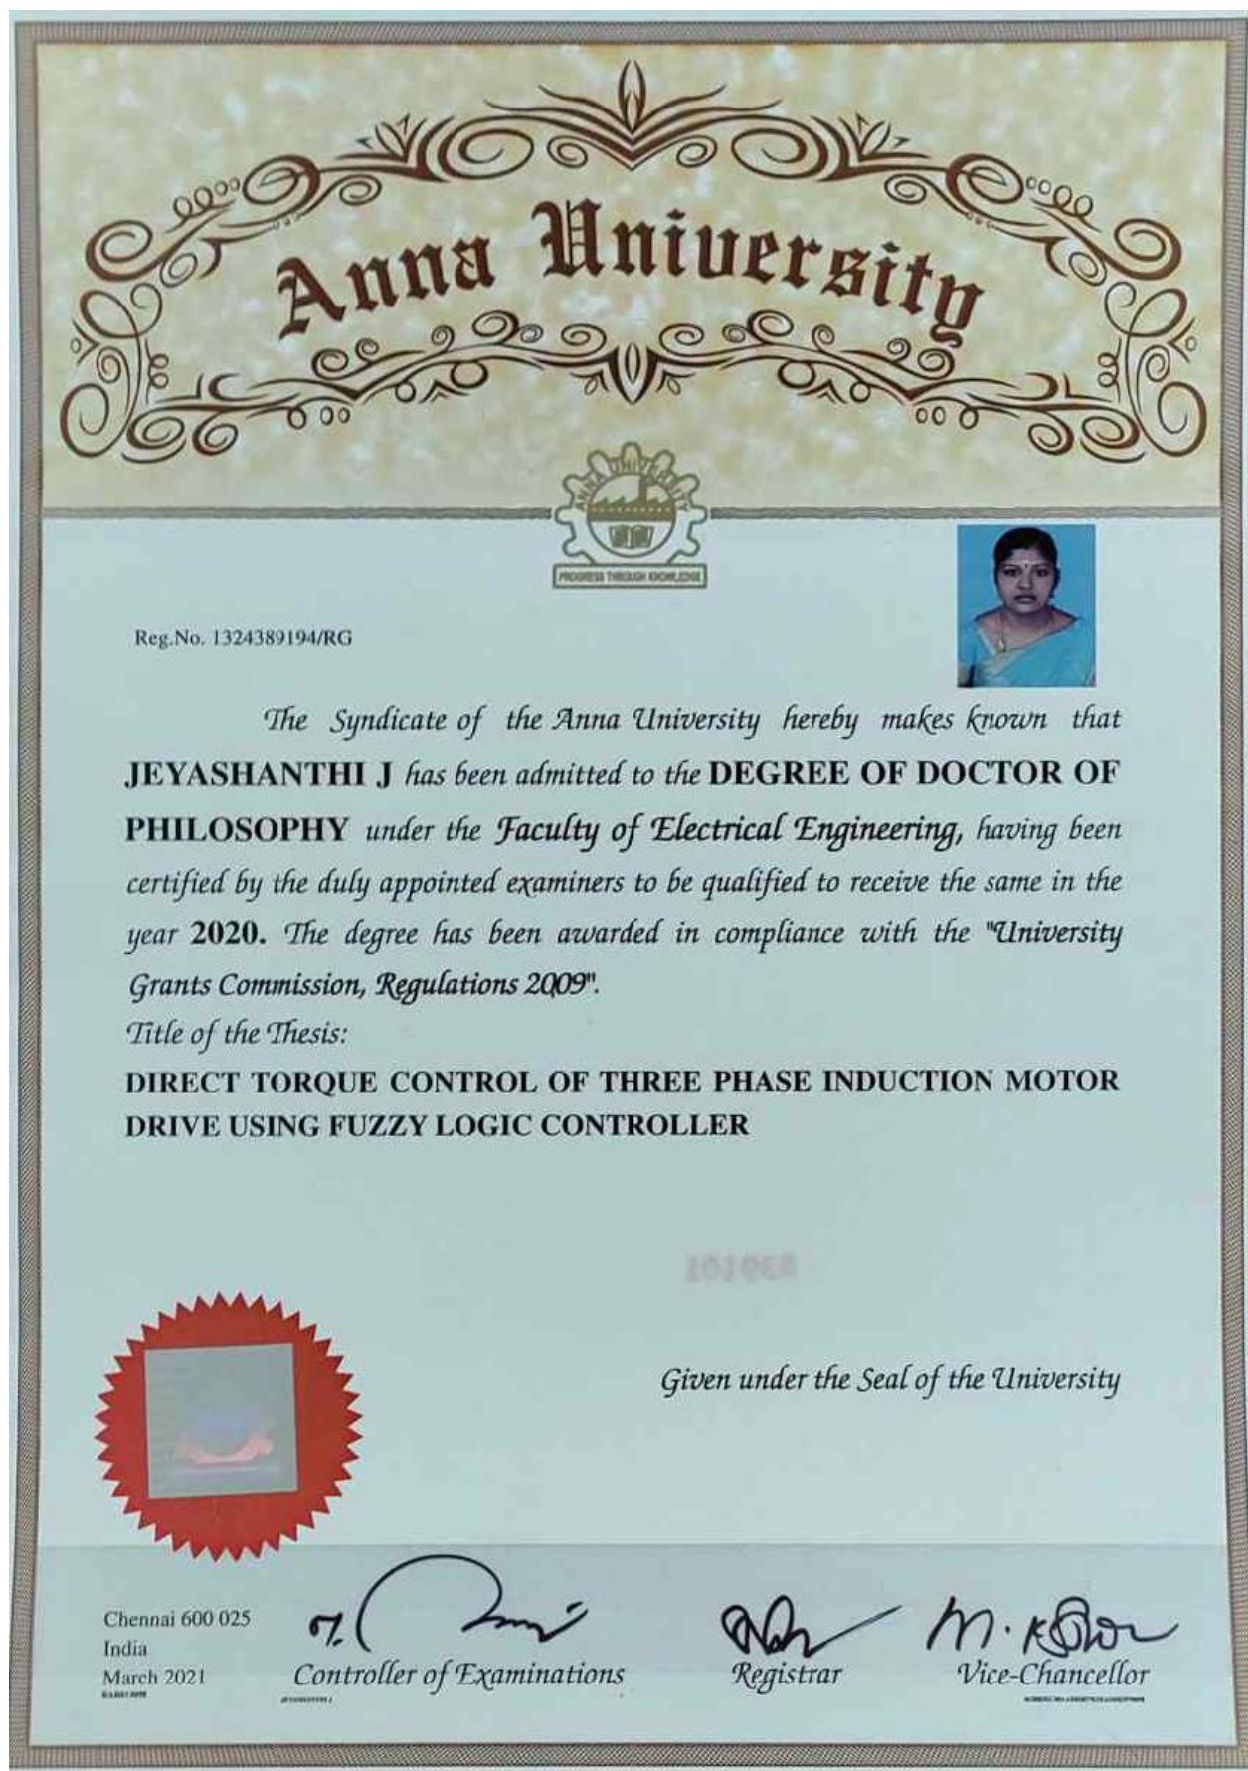 Anna University
ANNA UNIVERSITY
PROGRESS THROUGH KNOWLEDGE
Reg.No. 1324389194/RG
The Syndicate of the Anna University hereby makes known that
JEYASHANTHI J has been admitted to the DEGREE OF DOCTOR OF
PHILOSOPHY under the Faculty of Electrical Engineering, having been
certified by the duly appointed examiners to be qualified to receive the same in the
year 2020. The degree has been awarded in compliance with the "University
Grants Commission, Regulations 2009".
Title of the Thesis:
DIRECT TORQUE CONTROL OF THREE PHASE INDUCTION MOTOR
DRIVE USING FUZZY LOGIC CONTROLLER
Given under the Seal of the University
Chennai 600 025
India
March 2021
Controller of Examinations
Registrar
Vice-Chancellor